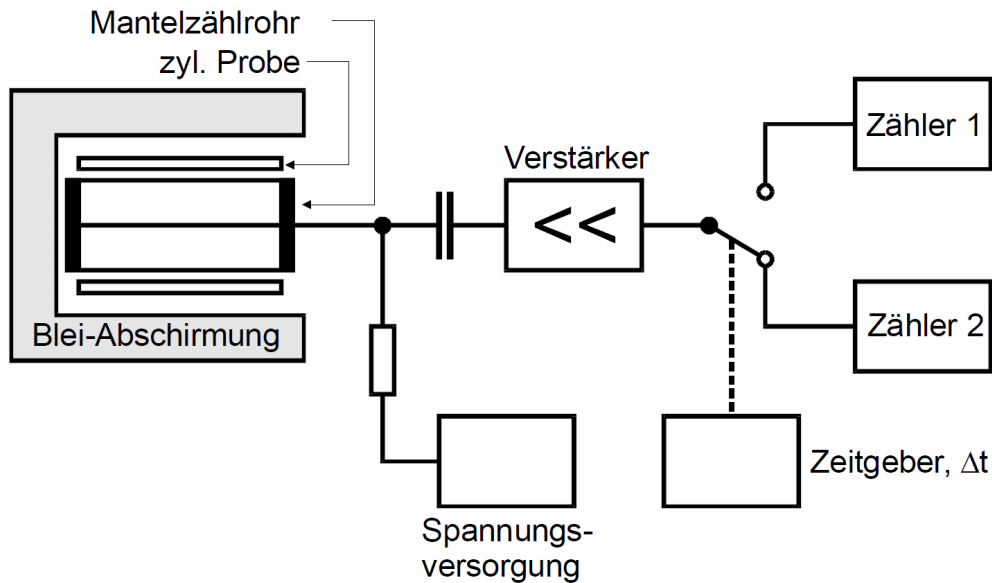 Mantelzählrohr
zyl. Probe
Blei-Abschirmung
Verstärker
<<
Zähler 1
Zähler 2
Zeitgeber, Δt
Spannungs-
versorgung